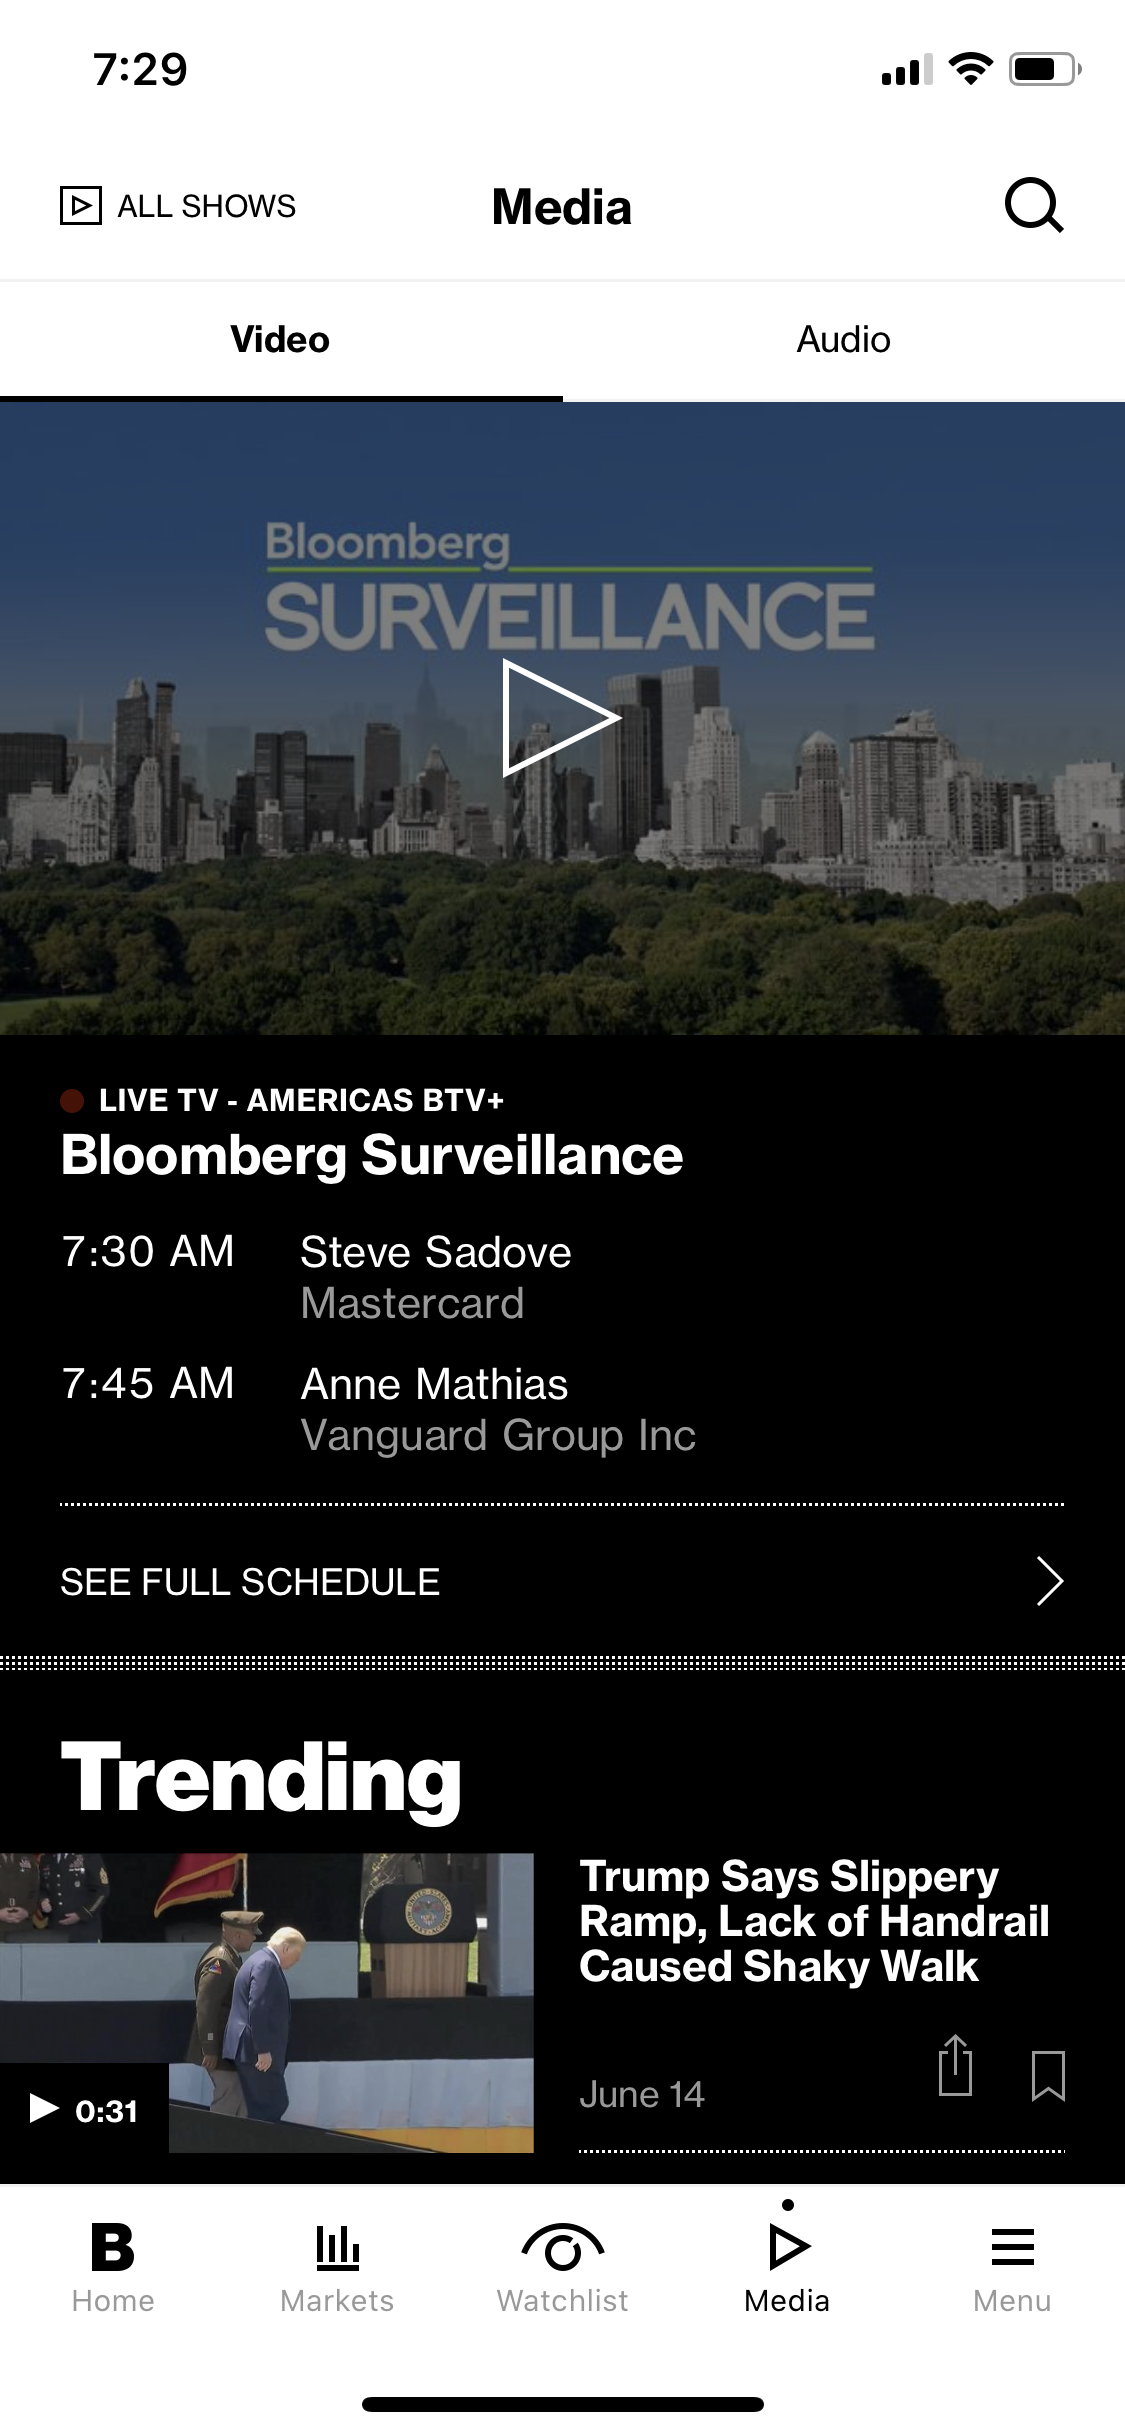 7:29
ALL SHOWS
Media
Video
Audio
Bloomberg
SURVEILLANCE
LIVE TV - AMERICAS BTV+
Bloomberg Surveillance
7:30 AM
Steve Sadove
Mastercard
7:45 AM
Anne Mathias
Vanguard Group Inc
SEE FULL SCHEDULE
Trending
Trump Says Slippery
Ramp, Lack of Handrail
Caused Shaky Walk
June 14
0:31
B
Home
Markets
Watchlist
Media
Menu